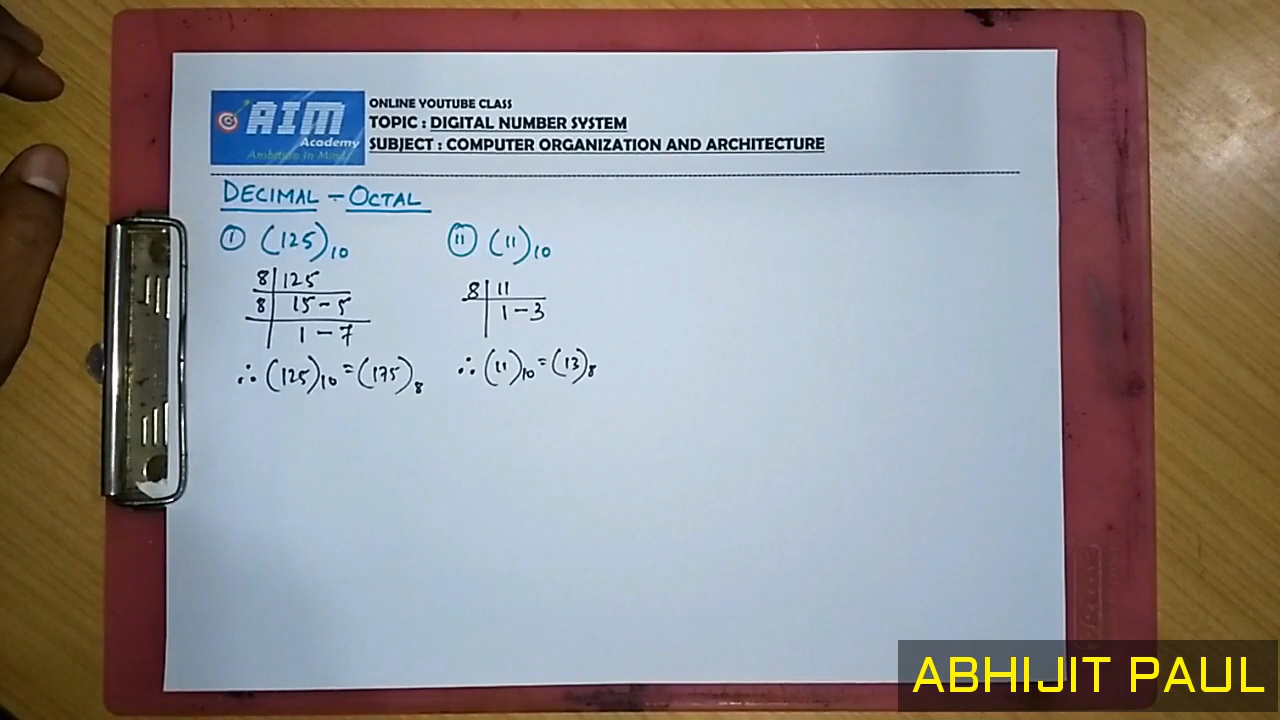 AIM
Academy
Ambition In Mind
ONLINE YOUTUBE CLASS
TOPIC : DIGITAL NUMBER SYSTEM
SUBJECT : COMPUTER ORGANIZATION AND ARCHITECTURE
DECIMAL - OCTAL
① (125)₁₀
8 | 125
8 | 15 - 5
| 1 - 7
∴ (125)₁₀ = (175)₈
⑪ (11)₁₀
8 | 11
| 1 - 3
∴ (11)₁₀ = (13)₈
ABHIJIT PAUL